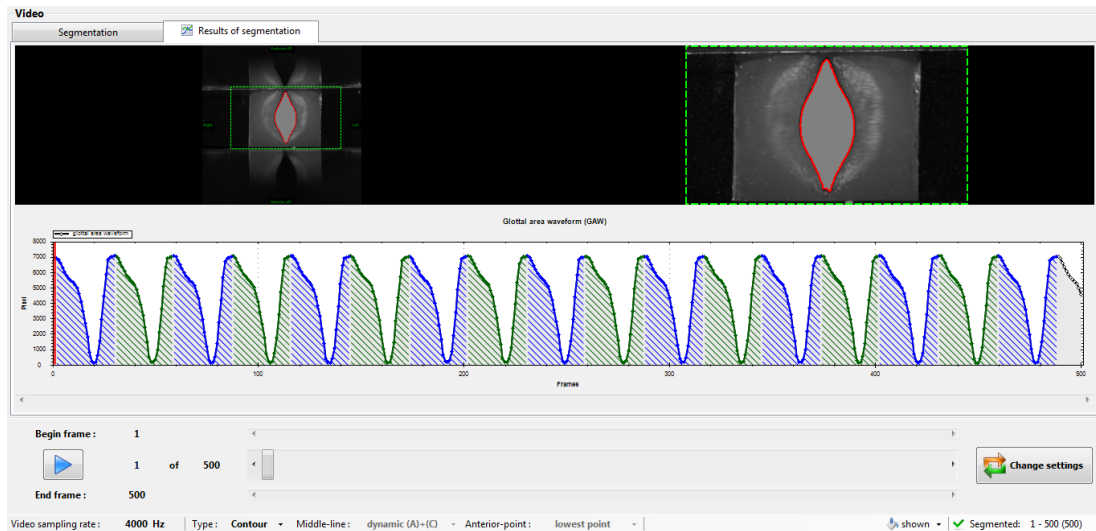 Video
Segmentation
Results of segmentation
Glottal area waveform (GAW)
glottal area waveform
8000
7000
6000
5000
4000
3000
2000
1000
0
Pixel
0 100 200 300 400 500
Frames
Begin frame : 1
1 of 500
Change settings
End frame : 500
Video sampling rate : 4000 Hz Type : Contour Middle-line : dynamic (A)+(C) Anterior-point : lowest point shown Segmented: 1 - 500 (500)